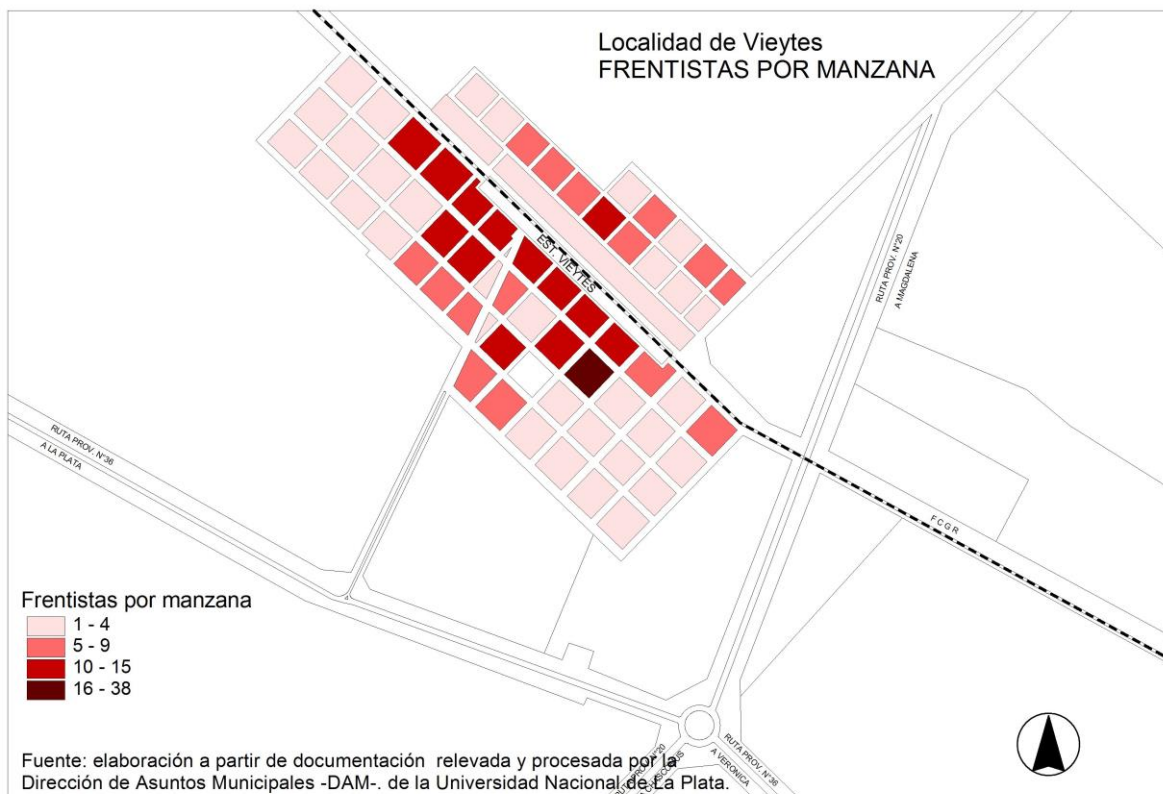 Localidad de Vieytes
FRENTISTAS POR MANZANA
RUTA PROV. N°20
A MAGDALENA
EST. VIEYTES
RUTA PROV. N°36
A LA PLATA
F C G R
Frentistas por manzana
1 - 4
5 - 9
10 - 15
16 - 38
RUTA PROV. N°36
A VERONICA
PROV. N°20
Fuente: elaboración a partir de documentación relevada y procesada por la
Dirección de Asuntos Municipales -DAM-. de la Universidad Nacional de La Plata.